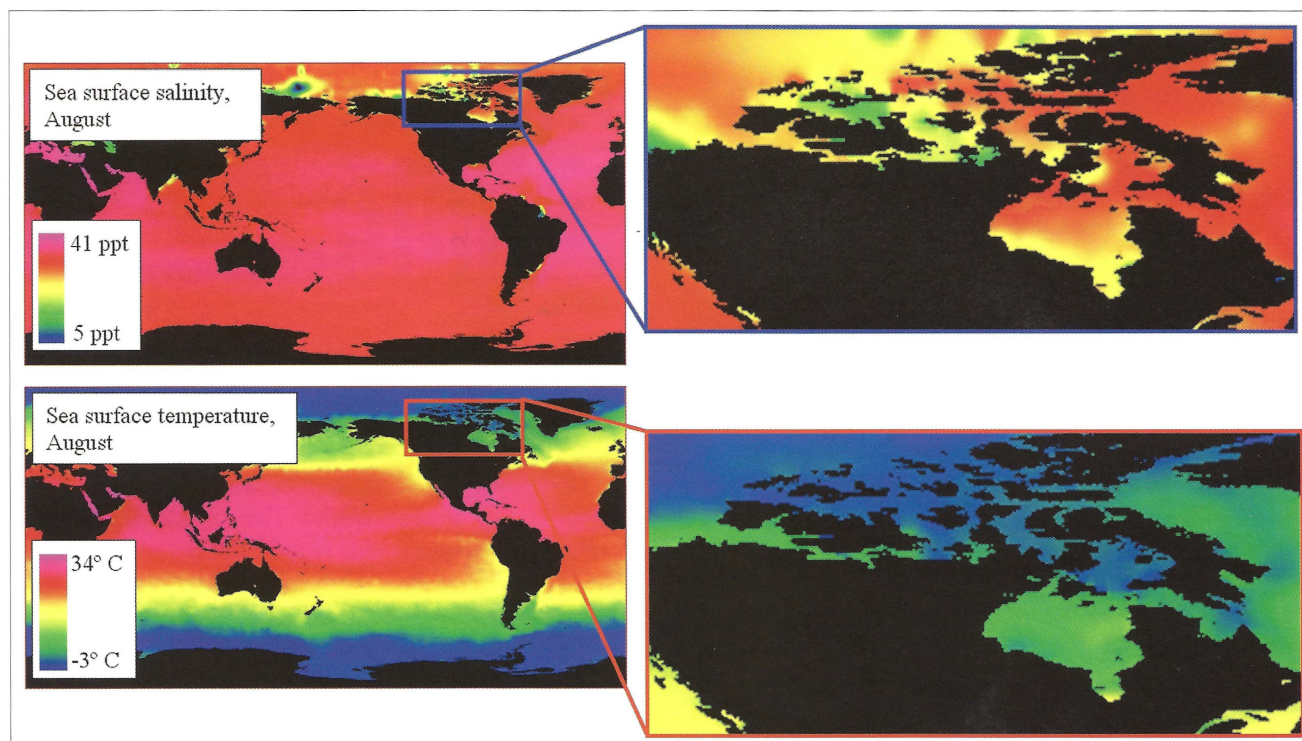 Sea surface salinity,
August
41 ppt
5 ppt
Sea surface temperature,
August
34° C
-3° C